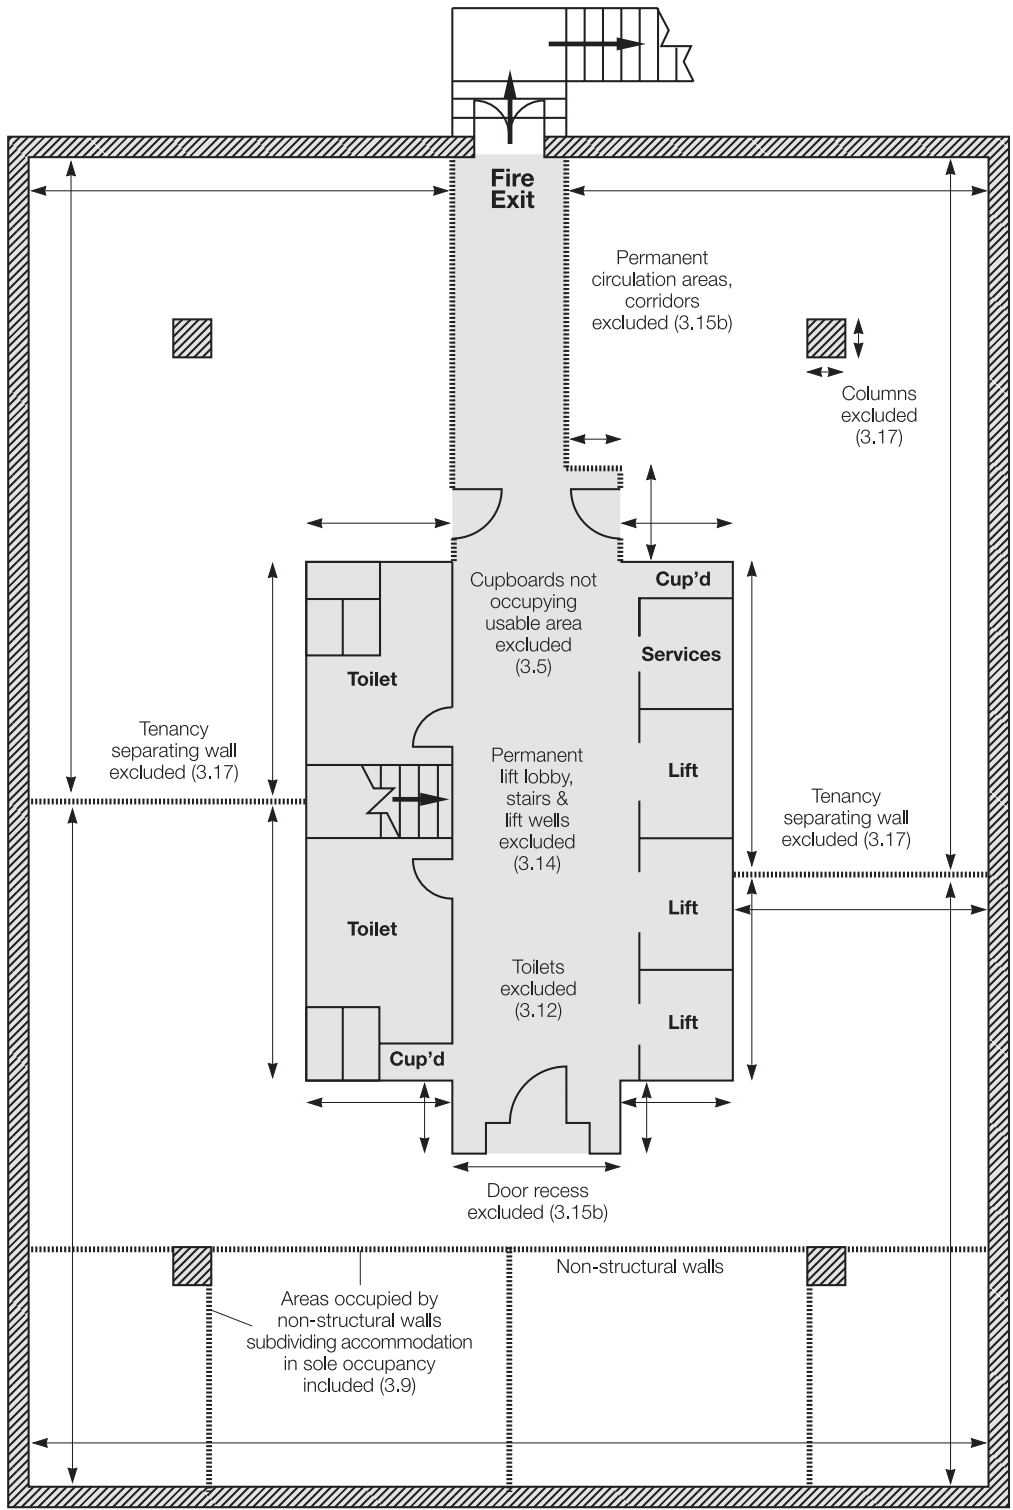 Fire
Exit
Permanent
circulation areas,
corridors
excluded (3.15b)
Columns
excluded
(3.17)
Cupboards not
occupying
usable area
excluded
(3.5)
Cup’d
Services
Toilet
Tenancy
separating wall
excluded (3.17)
Permanent
lift lobby,
stairs &
lift wells
excluded
(3.14)
Lift
Tenancy
separating wall
excluded (3.17)
Lift
Toilet
Toilets
excluded
(3.12)
Lift
Cup’d
Door recess
excluded (3.15b)
Non-structural walls
Areas occupied by
non-structural walls
subdividing accommodation
in sole occupancy
included (3.9)